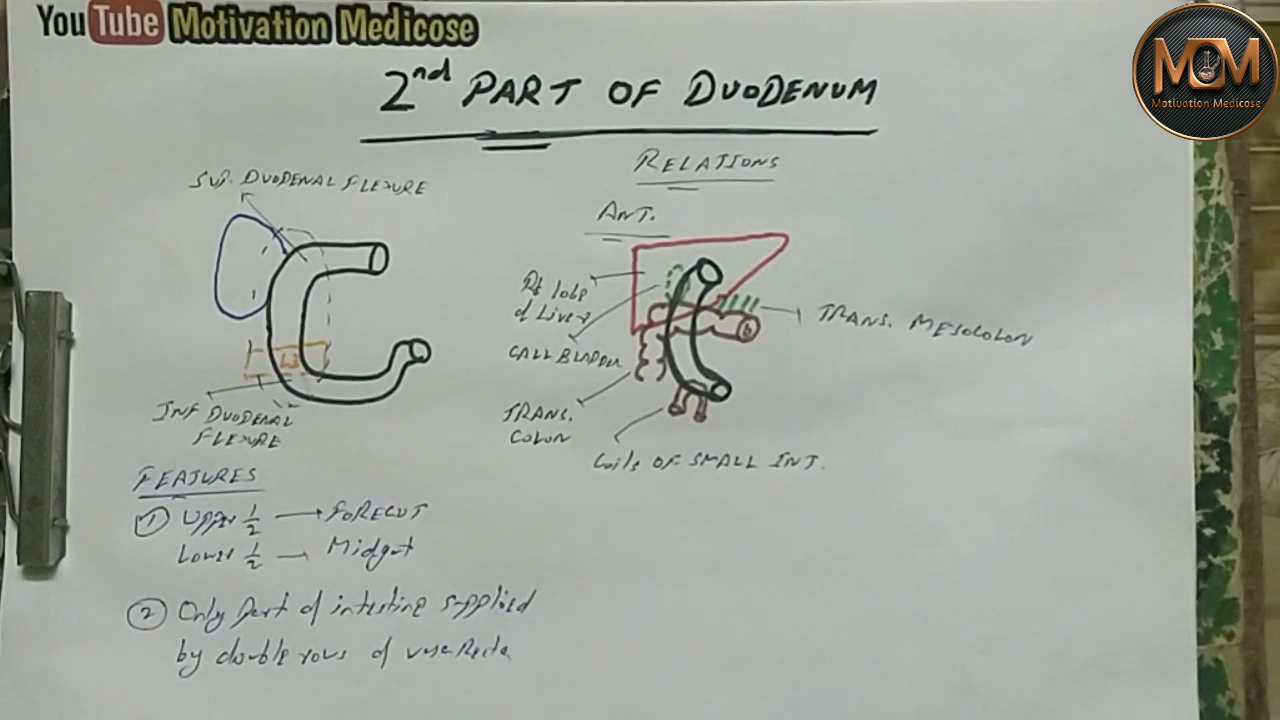 YouTube Motivation Medicose
MOM
Motivation Medicose
2nd PART OF DUODENUM
SUP. DUODENAL FLEXURE
L3
INF DUODENAL
FLEXURE
RELATIONS
ANT.
Rt lobe
of Liver
GALL BLADDER
TRANS.
COLON
Coils OF SMALL INT.
TRANS. MESOCOLON
FEATURES
① Upper 1/2 → FOREGUT
Lower 1/2 → Midgut
② Only part of intestine supplied
by double rows of vasa Recta